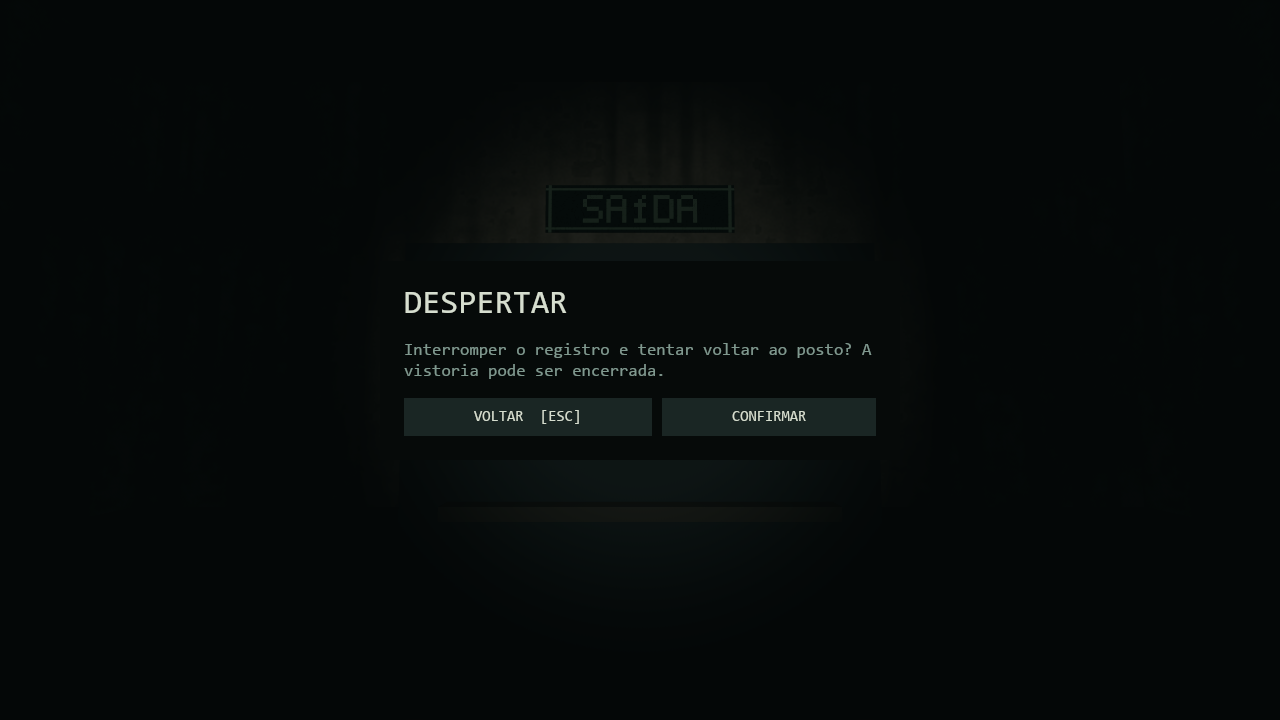 SAÍDA
DESPERTAR
Interromper o registro e tentar voltar ao posto? A
vistoria pode ser encerrada.
VOLTAR [ESC]
CONFIRMAR